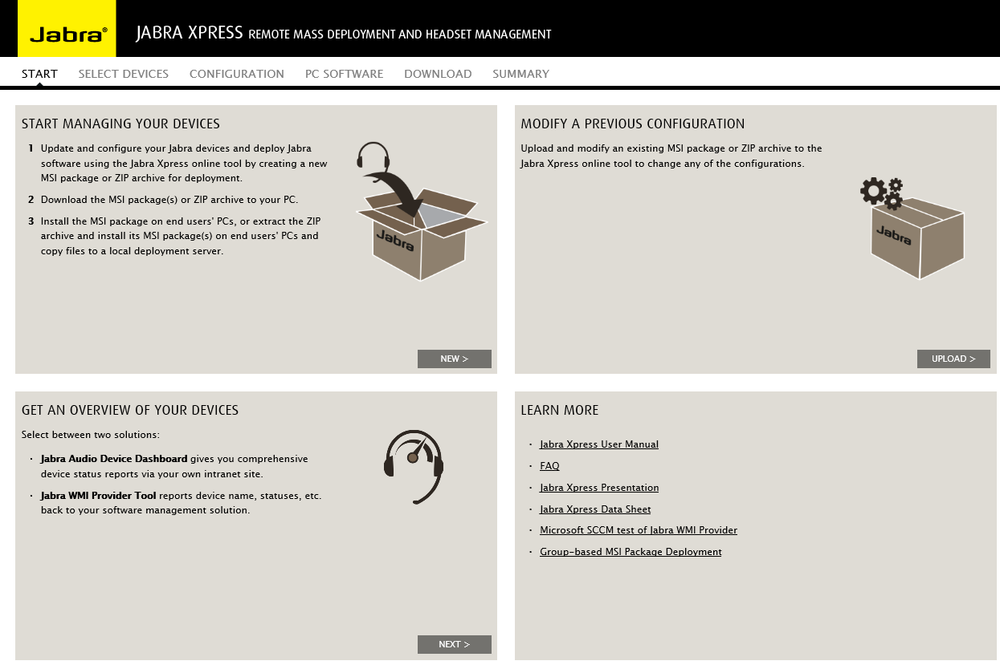 Jabra®
JABRA XPRESS REMOTE MASS DEPLOYMENT AND HEADSET MANAGEMENT
START SELECT DEVICES CONFIGURATION PC SOFTWARE DOWNLOAD SUMMARY
START MANAGING YOUR DEVICES
1 Update and configure your Jabra devices and deploy Jabra
software using the Jabra Xpress online tool by creating a new
MSI package or ZIP archive for deployment.
2 Download the MSI package(s) or ZIP archive to your PC.
3 Install the MSI package on end users' PCs, or extract the ZIP
archive and install its MSI package(s) on end users' PCs and
copy files to a local deployment server.
Jabra
NEW >
MODIFY A PREVIOUS CONFIGURATION
Upload and modify an existing MSI package or ZIP archive to the
Jabra Xpress online tool to change any of the configurations.
Jabra
UPLOAD >
GET AN OVERVIEW OF YOUR DEVICES
Select between two solutions:
· Jabra Audio Device Dashboard gives you comprehensive
device status reports via your own intranet site.
· Jabra WMI Provider Tool reports device name, statuses, etc.
back to your software management solution.
NEXT >
LEARN MORE
· Jabra Xpress User Manual
· FAQ
· Jabra Xpress Presentation
· Jabra Xpress Data Sheet
· Microsoft SCCM test of Jabra WMI Provider
· Group-based MSI Package Deployment